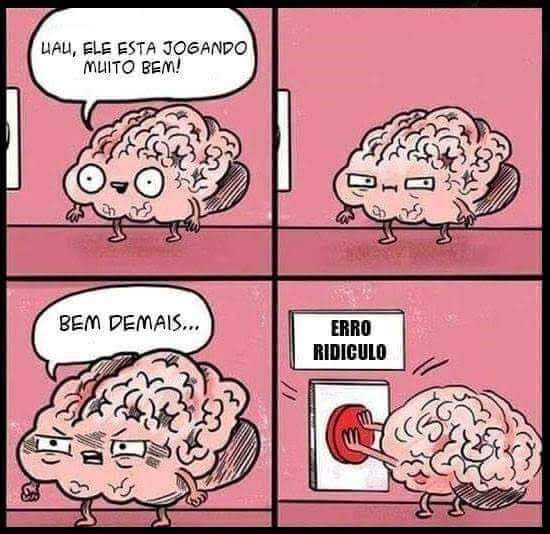 UAU, ELE ESTA JOGANDO
MUITO BEM!
BEM DEMAIS...
ERRO
RIDICULO